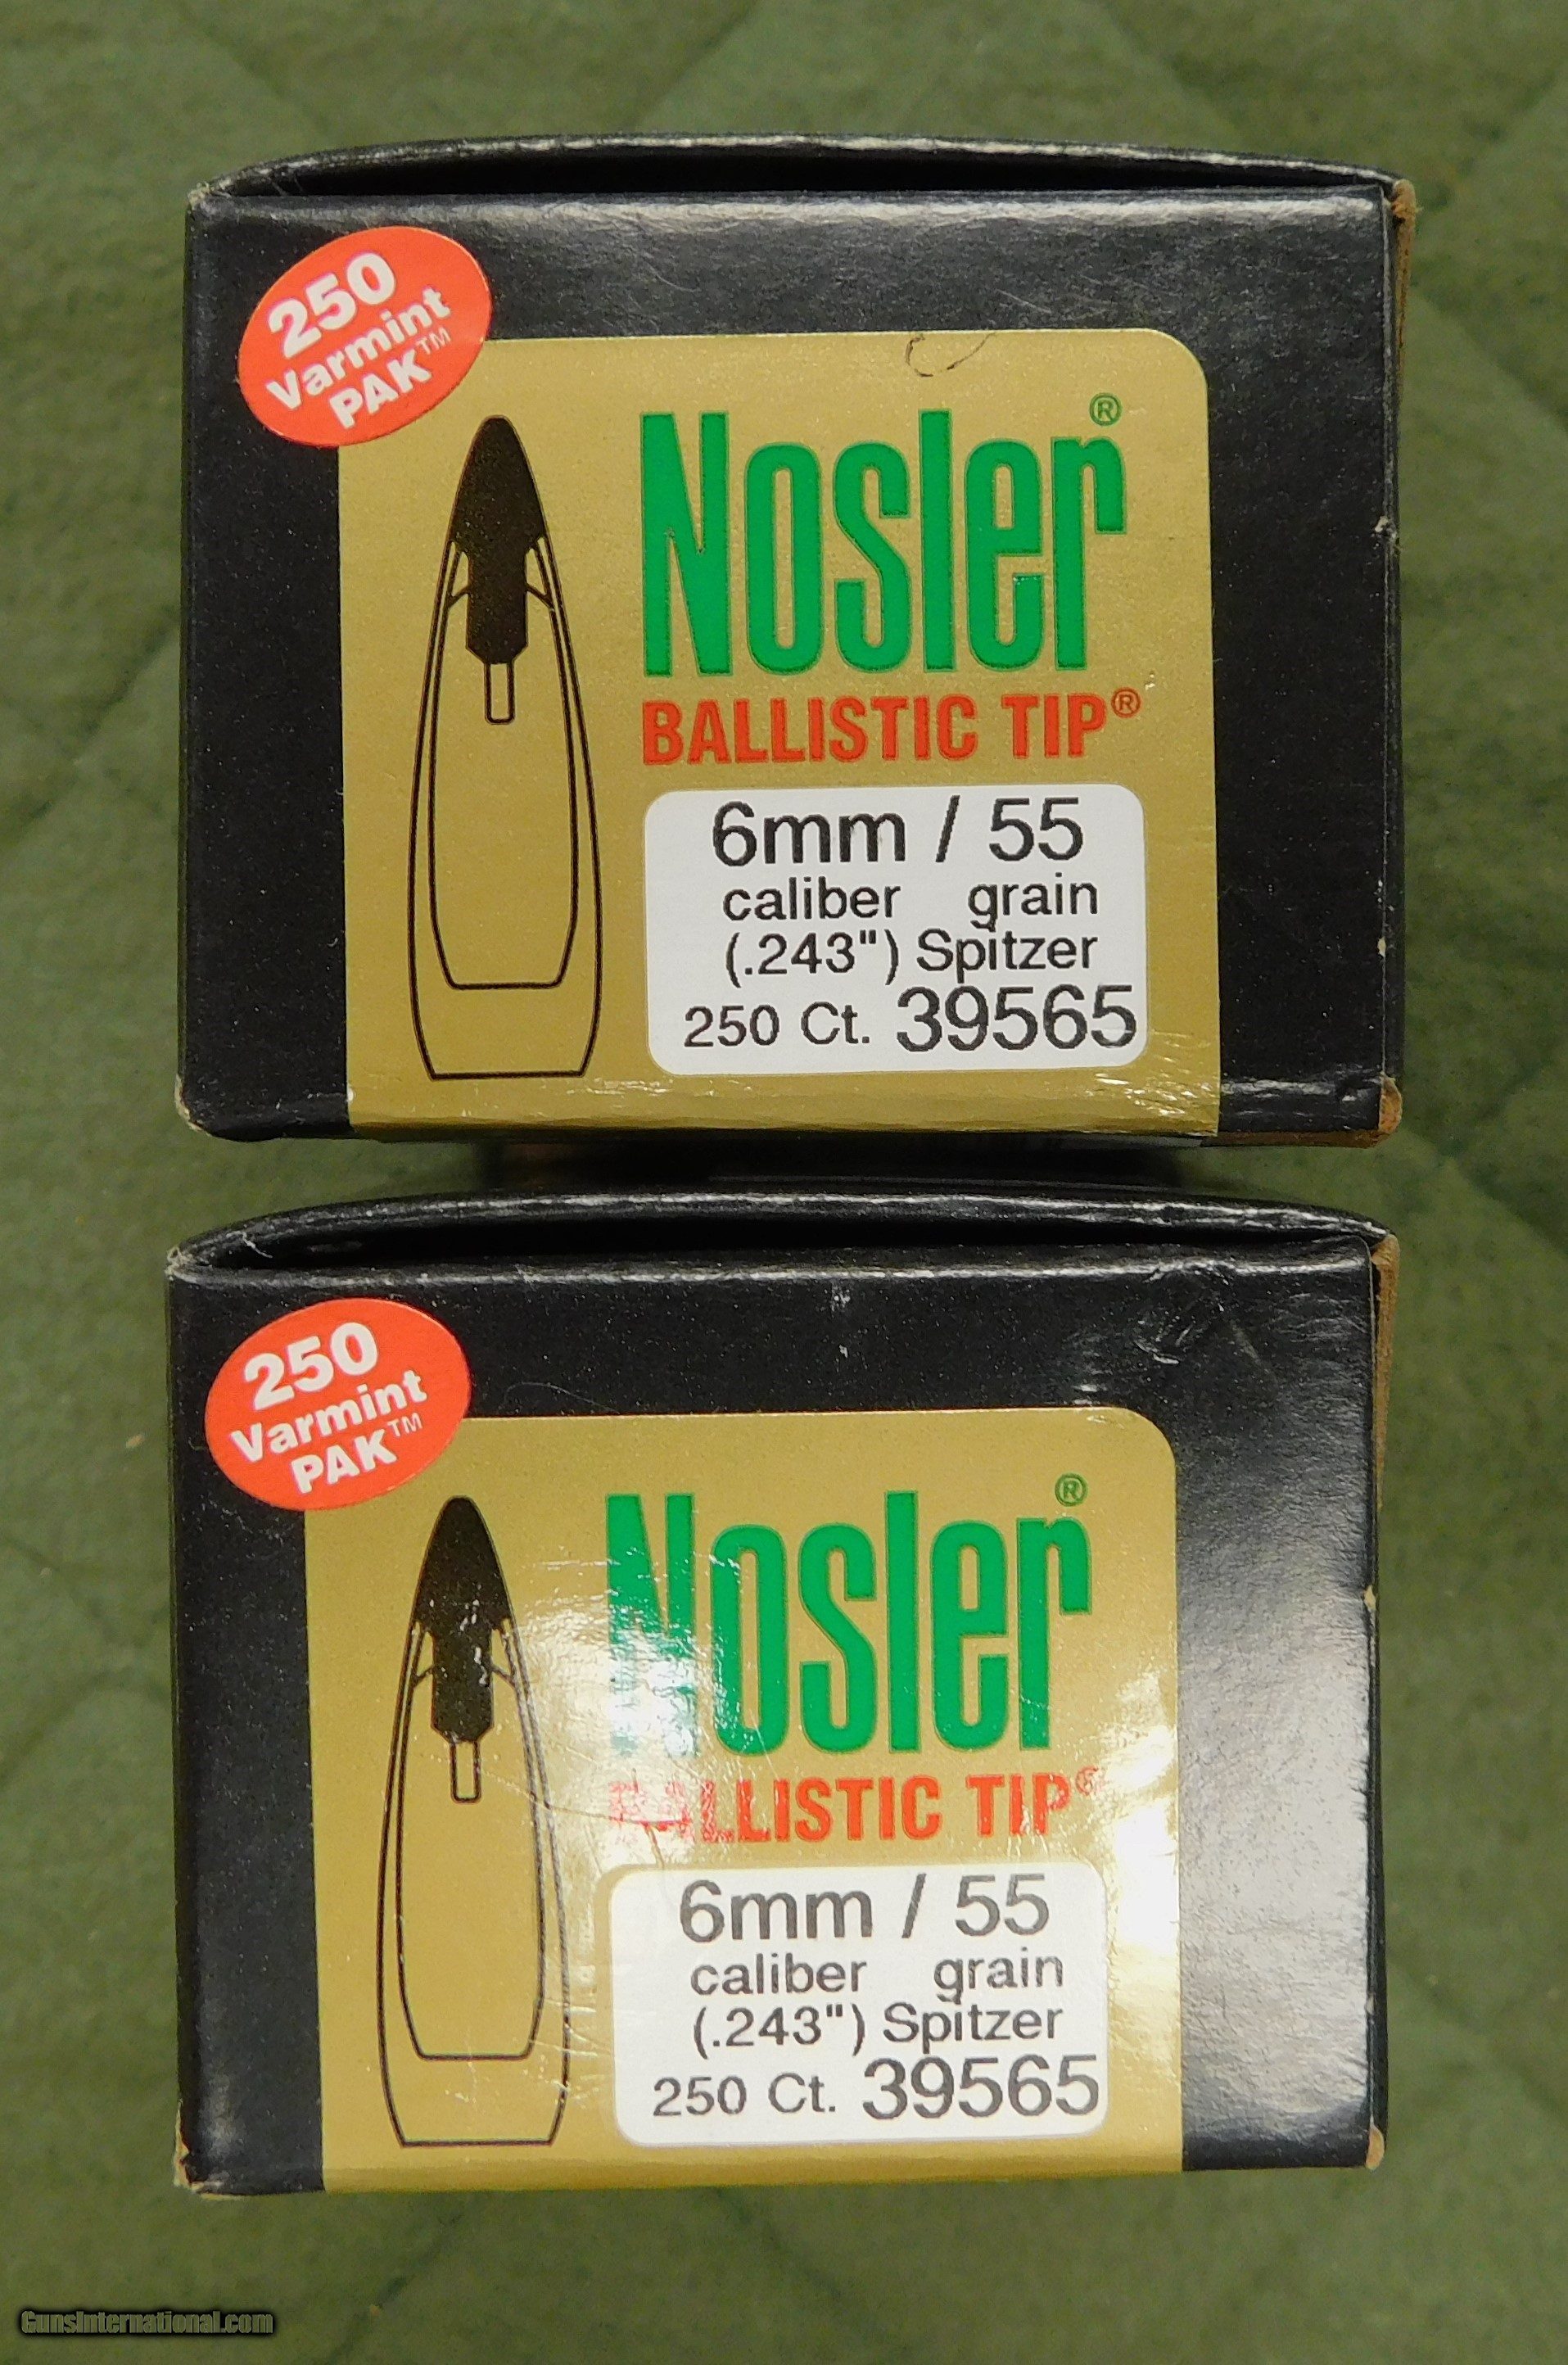 250
Varmint
PAK™
Nosler®
BALLISTIC TIP®
6mm / 55
caliber grain
(.243") Spitzer
250 Ct. 39565
250
Varmint
PAK™
Nosler®
BALLISTIC TIP®
6mm / 55
caliber grain
(.243") Spitzer
250 Ct. 39565
GunsInternational.com